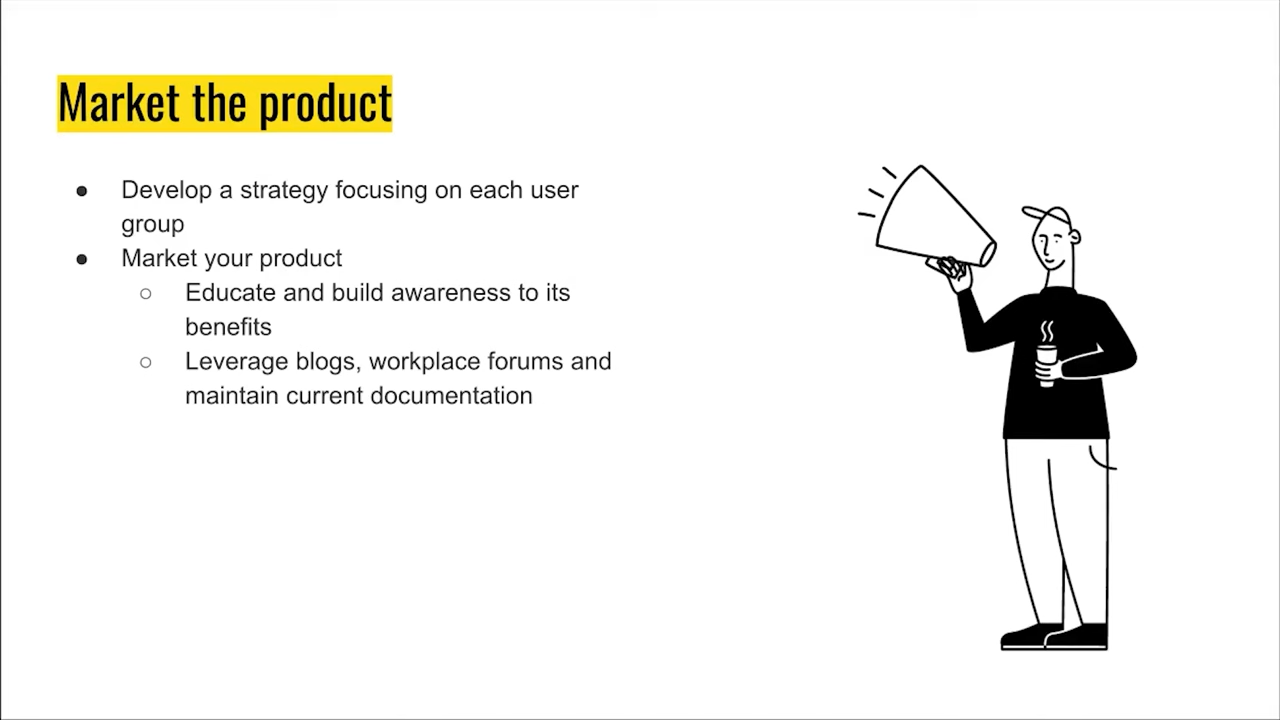 Market the product
● Develop a strategy focusing on each user
group
● Market your product
○ Educate and build awareness to its
benefits
○ Leverage blogs, workplace forums and
maintain current documentation